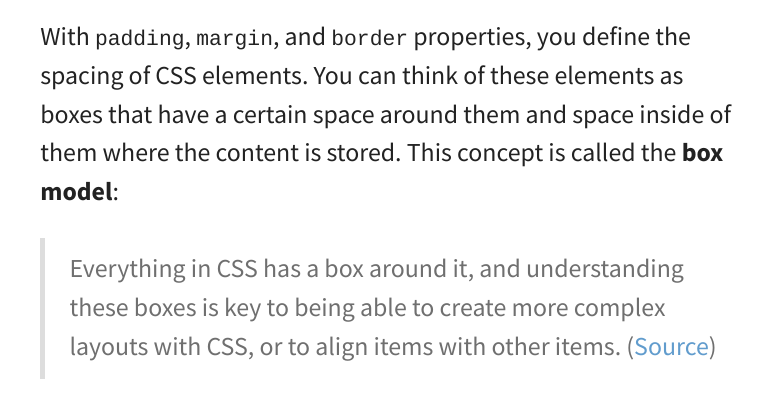 With padding, margin, and border properties, you define the
spacing of CSS elements. You can think of these elements as
boxes that have a certain space around them and space inside of
them where the content is stored. This concept is called the box
model:
Everything in CSS has a box around it, and understanding
these boxes is key to being able to create more complex
layouts with CSS, or to align items with other items. (Source)